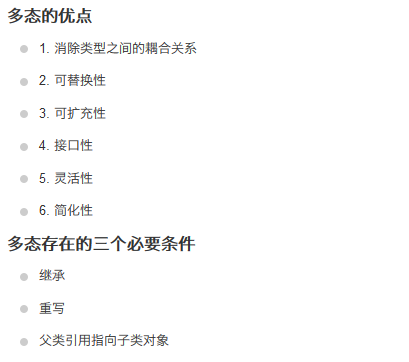 多态的优点
1. 消除类型之间的耦合关系
2. 可替换性
3. 可扩充性
4. 接口性
5. 灵活性
6. 简化性
多态存在的三个必要条件
继承
重写
父类引用指向子类对象